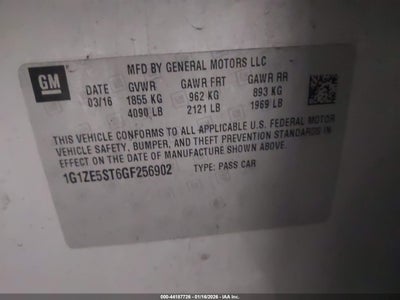 GM
MFD BY GENERAL MOTORS LLC
DATE GVWR GAWR FRT GAWR RR
03/16 1855 KG 962 KG 893 KG
4090 LB 2121 LB 1969 LB
THIS VEHICLE CONFORMS TO ALL APPLICABLE U.S. FEDERAL MOTOR
VEHICLE SAFETY, BUMPER, AND THEFT PREVENTION STANDARDS IN
EFFECT ON THE DATE OF MANUFACTURE SHOWN ABOVE.
1G1ZE5ST6GF256902 TYPE: PASS CAR
000-44187728 - 01/16/2026 - IAA Inc.